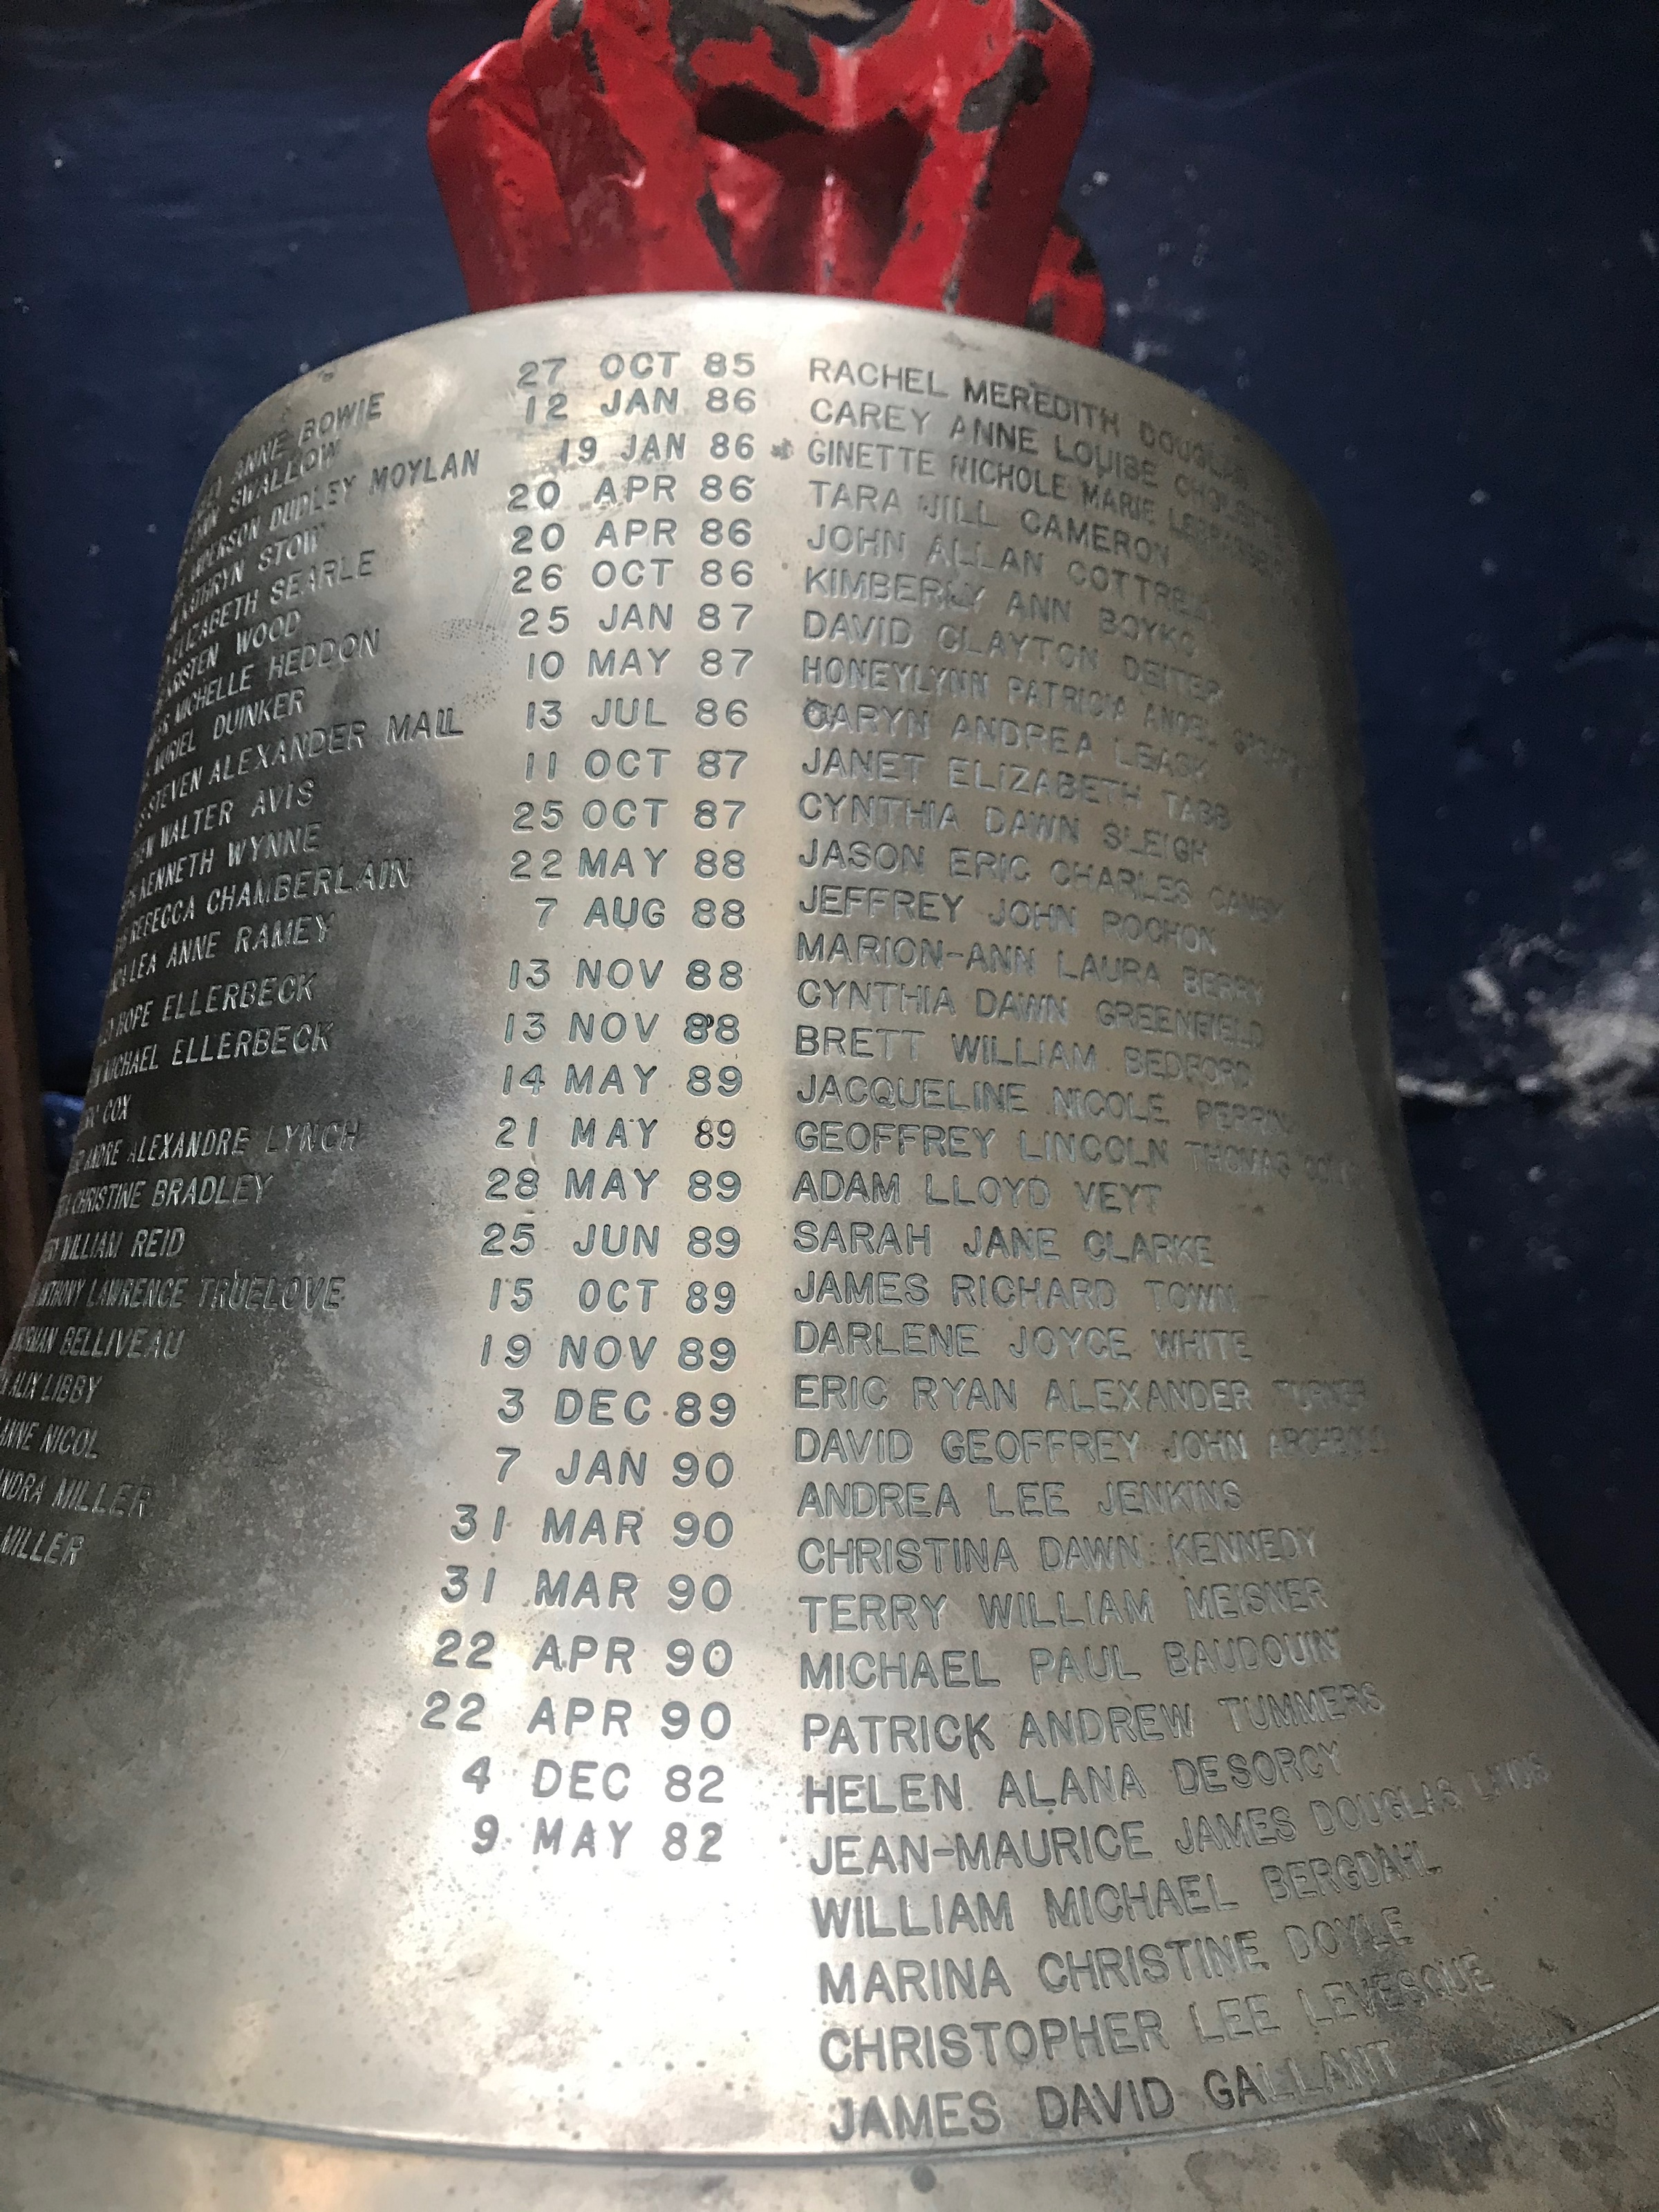 ANNE BOWIE
SWALLOW
DUDLEY MOYLAN
STOW
ELIZABETH SEARLE
WOOD
MICHELLE HEDDON
MURIEL DUINKER
STEVEN ALEXANDER MAIL
WALTER AVIS
KENNETH WYNNE
REBECCA CHAMBERLAIN
LEA ANNE RAMEY
HOPE ELLERBECK
MICHAEL ELLERBECK
COX
ANDRE ALEXANDRE LYNCH
CHRISTINE BRADLEY
WILLIAM REID
ANTHONY LAWRENCE TRUELOVE
BELLIVEAU
ALIX LIBBY
ANNE NICOL
MILLER
MILLER
27 OCT 85
12 JAN 86
19 JAN 86
20 APR 86
20 APR 86
26 OCT 86
25 JAN 87
10 MAY 87
13 JUL 86
11 OCT 87
25 OCT 87
22 MAY 88
7 AUG 88
13 NOV 88
13 NOV 88
14 MAY 89
21 MAY 89
28 MAY 89
25 JUN 89
15 OCT 89
19 NOV 89
3 DEC 89
7 JAN 90
31 MAR 90
31 MAR 90
22 APR 90
22 APR 90
4 DEC 82
9 MAY 82
RACHEL MEREDITH DOUGLAS
CAREY ANNE LOUISE
GINETTE NICHOLE MARIE
TARA JILL CAMERON
JOHN ALLAN COTTRELL
KIMBERLY ANN BOYKO
DAVID CLAYTON DEITER
HONEYLYNN PATRICIA ANGEL
CARYN ANDREA LEASK
JANET ELIZABETH TABB
CYNTHIA DAWN SLEIGH
JASON ERIC CHARLES
JEFFREY JOHN ROCHON
MARION-ANN LAURA BERRY
CYNTHIA DAWN GREENFIELD
BRETT WILLIAM BEDFORD
JACQUELINE NICOLE
GEOFFREY LINCOLN THOMAS
ADAM LLOYD VEYT
SARAH JANE CLARKE
JAMES RICHARD TOWN
DARLENE JOYCE WHITE
ERIC RYAN ALEXANDER TURNER
DAVID GEOFFREY JOHN
ANDREA LEE JENKINS
CHRISTINA DAWN KENNEDY
TERRY WILLIAM MEISNER
MICHAEL PAUL BAUDOUIN
PATRICK ANDREW TUMMERS
HELEN ALANA DESORCY
JEAN-MAURICE JAMES DOUGLAS
WILLIAM MICHAEL BERGDAHL
MARINA CHRISTINE DOYLE
CHRISTOPHER LEE LEVESQUE
JAMES DAVID GALLANT